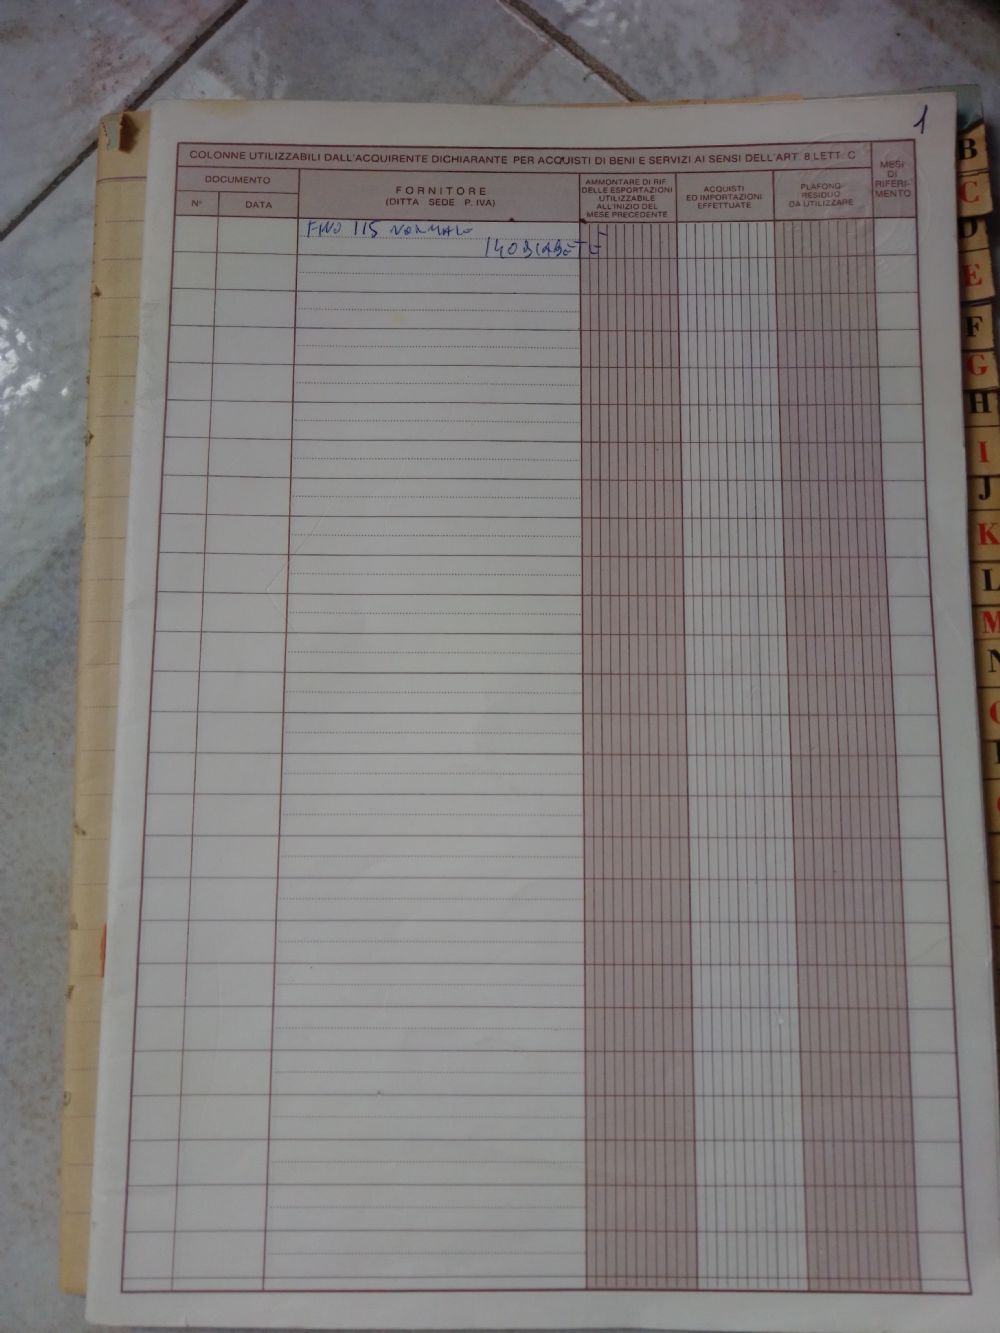 1
COLONNE UTILIZZABILI DALL'ACQUIRENTE DICHIARANTE PER ACQUISTI DI BENI E SERVIZI AI SENSI DELL'ART. 8 LETT. C
MESI
DI
RIFERI-
MENTO
DOCUMENTO
N°
DATA
FORNITORE
(DITTA SEDE P. IVA)
AMMONTARE DI RIF.
DELLE ESPORTAZIONI
UTILIZZABILE
ALL'INIZIO DEL
MESE PRECEDENTE
ACQUISTI
ED IMPORTAZIONI
EFFETTUATE
PLAFOND
RESIDUO
DA UTILIZZARE
FINO 115 NORMALE
140 DIABETE
B
C
D
E
F
G
H
I
J
K
L
M
N